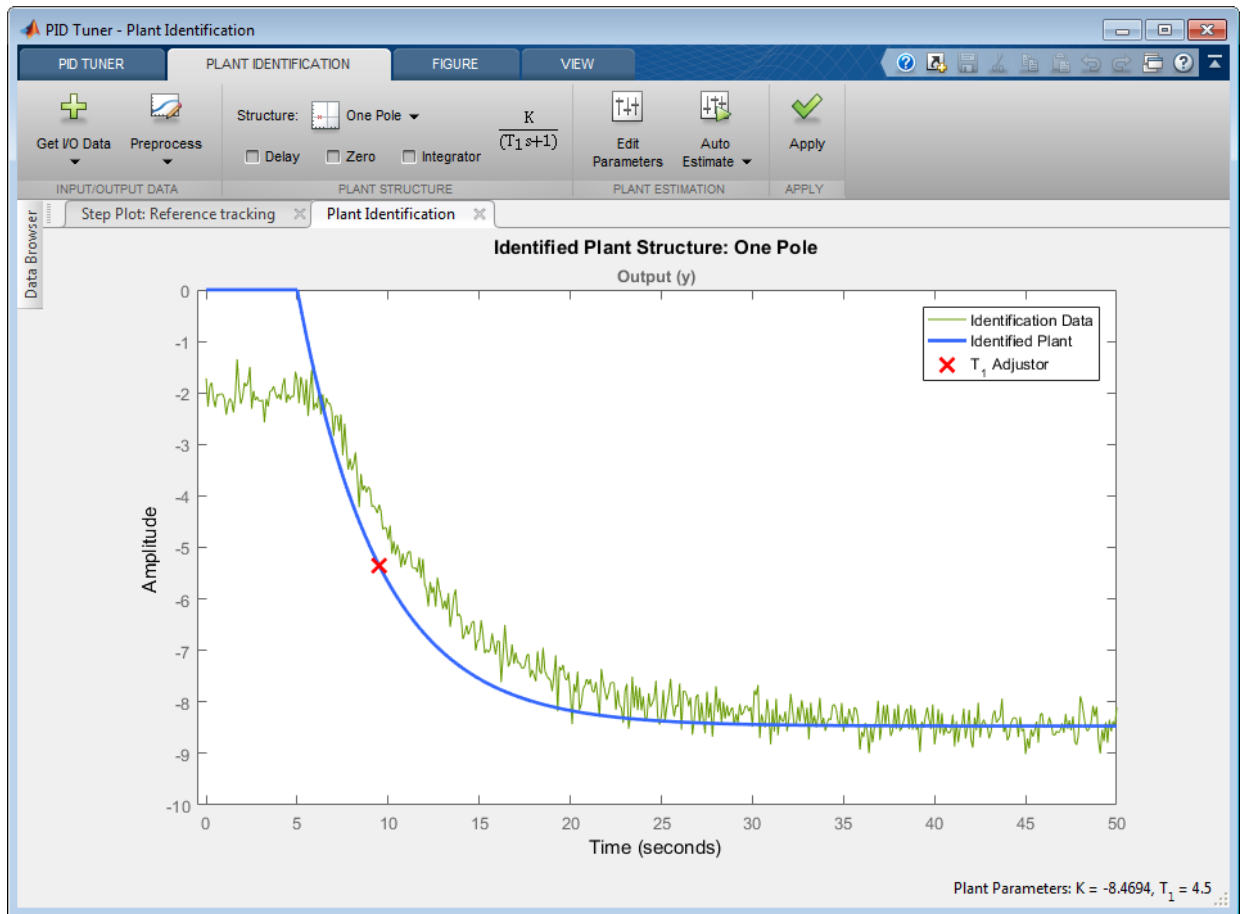 PID Tuner - Plant Identification
PID TUNER PLANT IDENTIFICATION FIGURE VIEW
Structure: One Pole
K
(T1s+1)
Get I/O Data Preprocess
Delay Zero Integrator
Edit Parameters
Auto Estimate
Apply
INPUT/OUTPUT DATA PLANT STRUCTURE PLANT ESTIMATION APPLY
Data Browser
Step Plot: Reference tracking Plant Identification
Identified Plant Structure: One Pole
Output (y)
Identification Data
Identified Plant
T1 Adjustor
Amplitude
0
-1
-2
-3
-4
-5
-6
-7
-8
-9
-10
0 5 10 15 20 25 30 35 40 45 50
Time (seconds)
Plant Parameters: K = -8.4694, T1 = 4.5